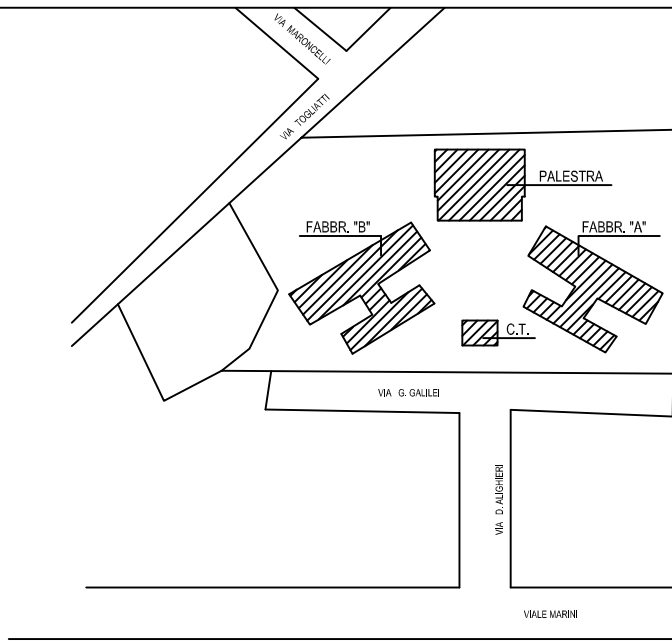 VIA MARONCELLI
VIA TOGLIATTI
PALESTRA
FABBR. "B"
FABBR. "A"
C.T.
VIA G. GALILEI
VIA D. ALIGHIERI
VIALE MARINI